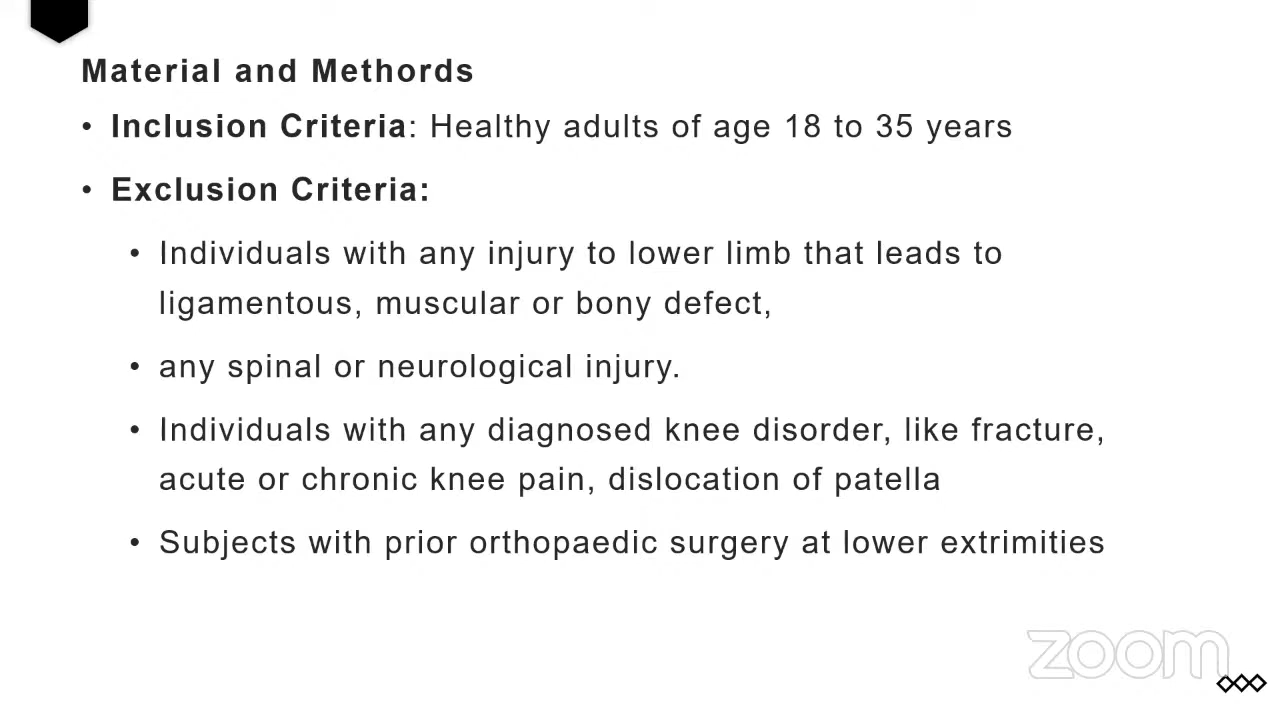 Material and Methords
• Inclusion Criteria: Healthy adults of age 18 to 35 years
• Exclusion Criteria:
• Individuals with any injury to lower limb that leads to
ligamentous, muscular or bony defect,
• any spinal or neurological injury.
• Individuals with any diagnosed knee disorder, like fracture,
acute or chronic knee pain, dislocation of patella
• Subjects with prior orthopaedic surgery at lower extrimities
zoom